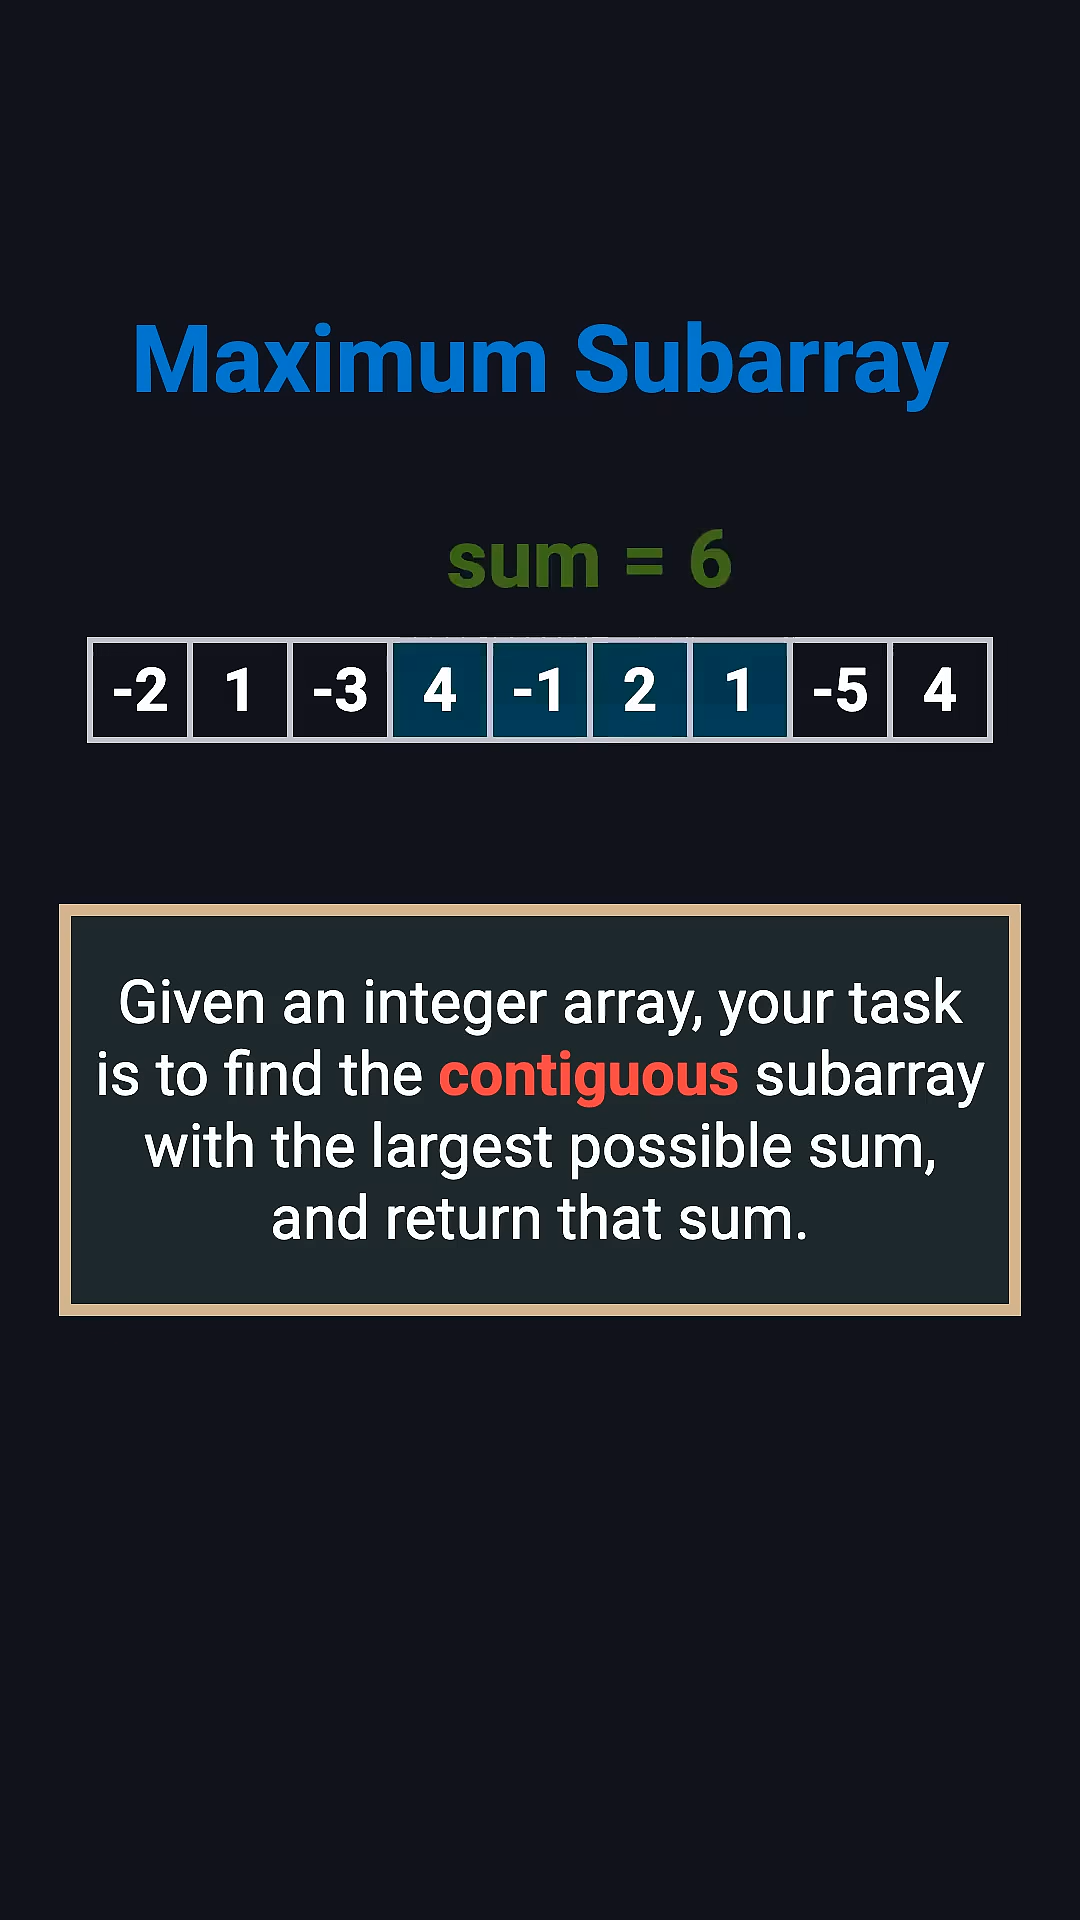 Maximum Subarray
sum = 6
-2 1 -3 4 -1 2 1 -5 4
Given an integer array, your task
is to find the contiguous subarray
with the largest possible sum,
and return that sum.